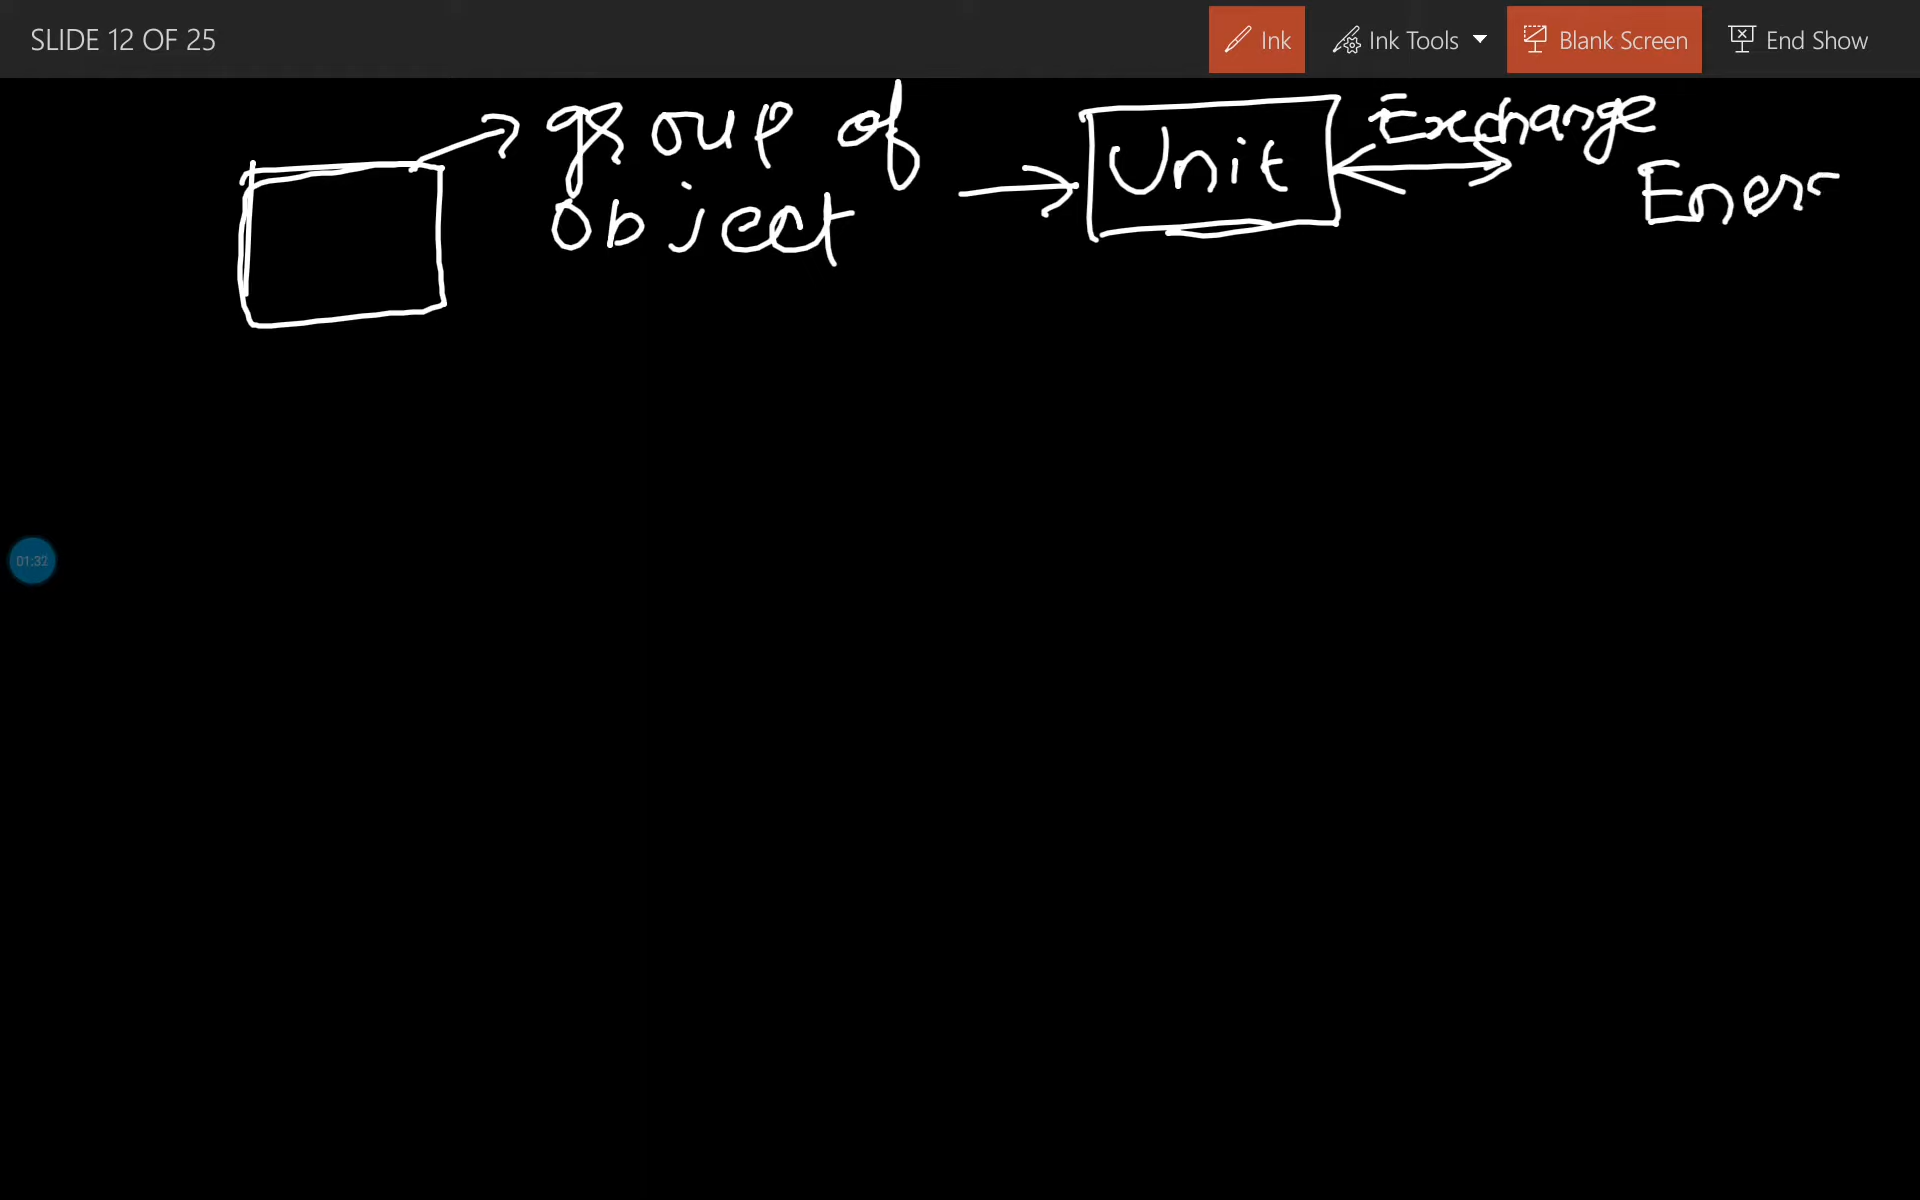 SLIDE 12 OF 25 Ink Ink Tools Blank Screen End Show
group of Unit Exchange
object Ener
01:32